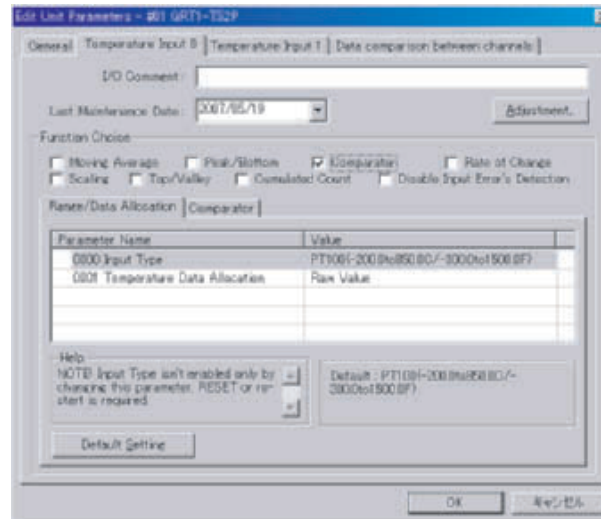 Edit Unit Parameters - #01 GRT1-TS2P
General
Temperature Input 0
Temperature Input 1
Data comparison between channels
I/O Comment :
Last Maintenance Date :
2007/05/19
Adjustment..
Function Choice
Moving Average
Peak/Bottom
Comparator
Rate of Change
Scaling
Top/Valley
Cumulated Count
Disable Input Error's Detection
Range/Data Allocation
Comparator
Parameter Name
Value
0000 Input Type
PT100(-200.0to850.0C/-300.0to1500.0F)
0001 Temperature Data Allocation
Raw Value
Help
NOTE! Input Type isn't enabled only by
changing this parameter. RESET or re-
start is required.
Default : PT100(-200.0to850.0C/-
300.0to1500.0F)
Default Setting
OK
キャンセル